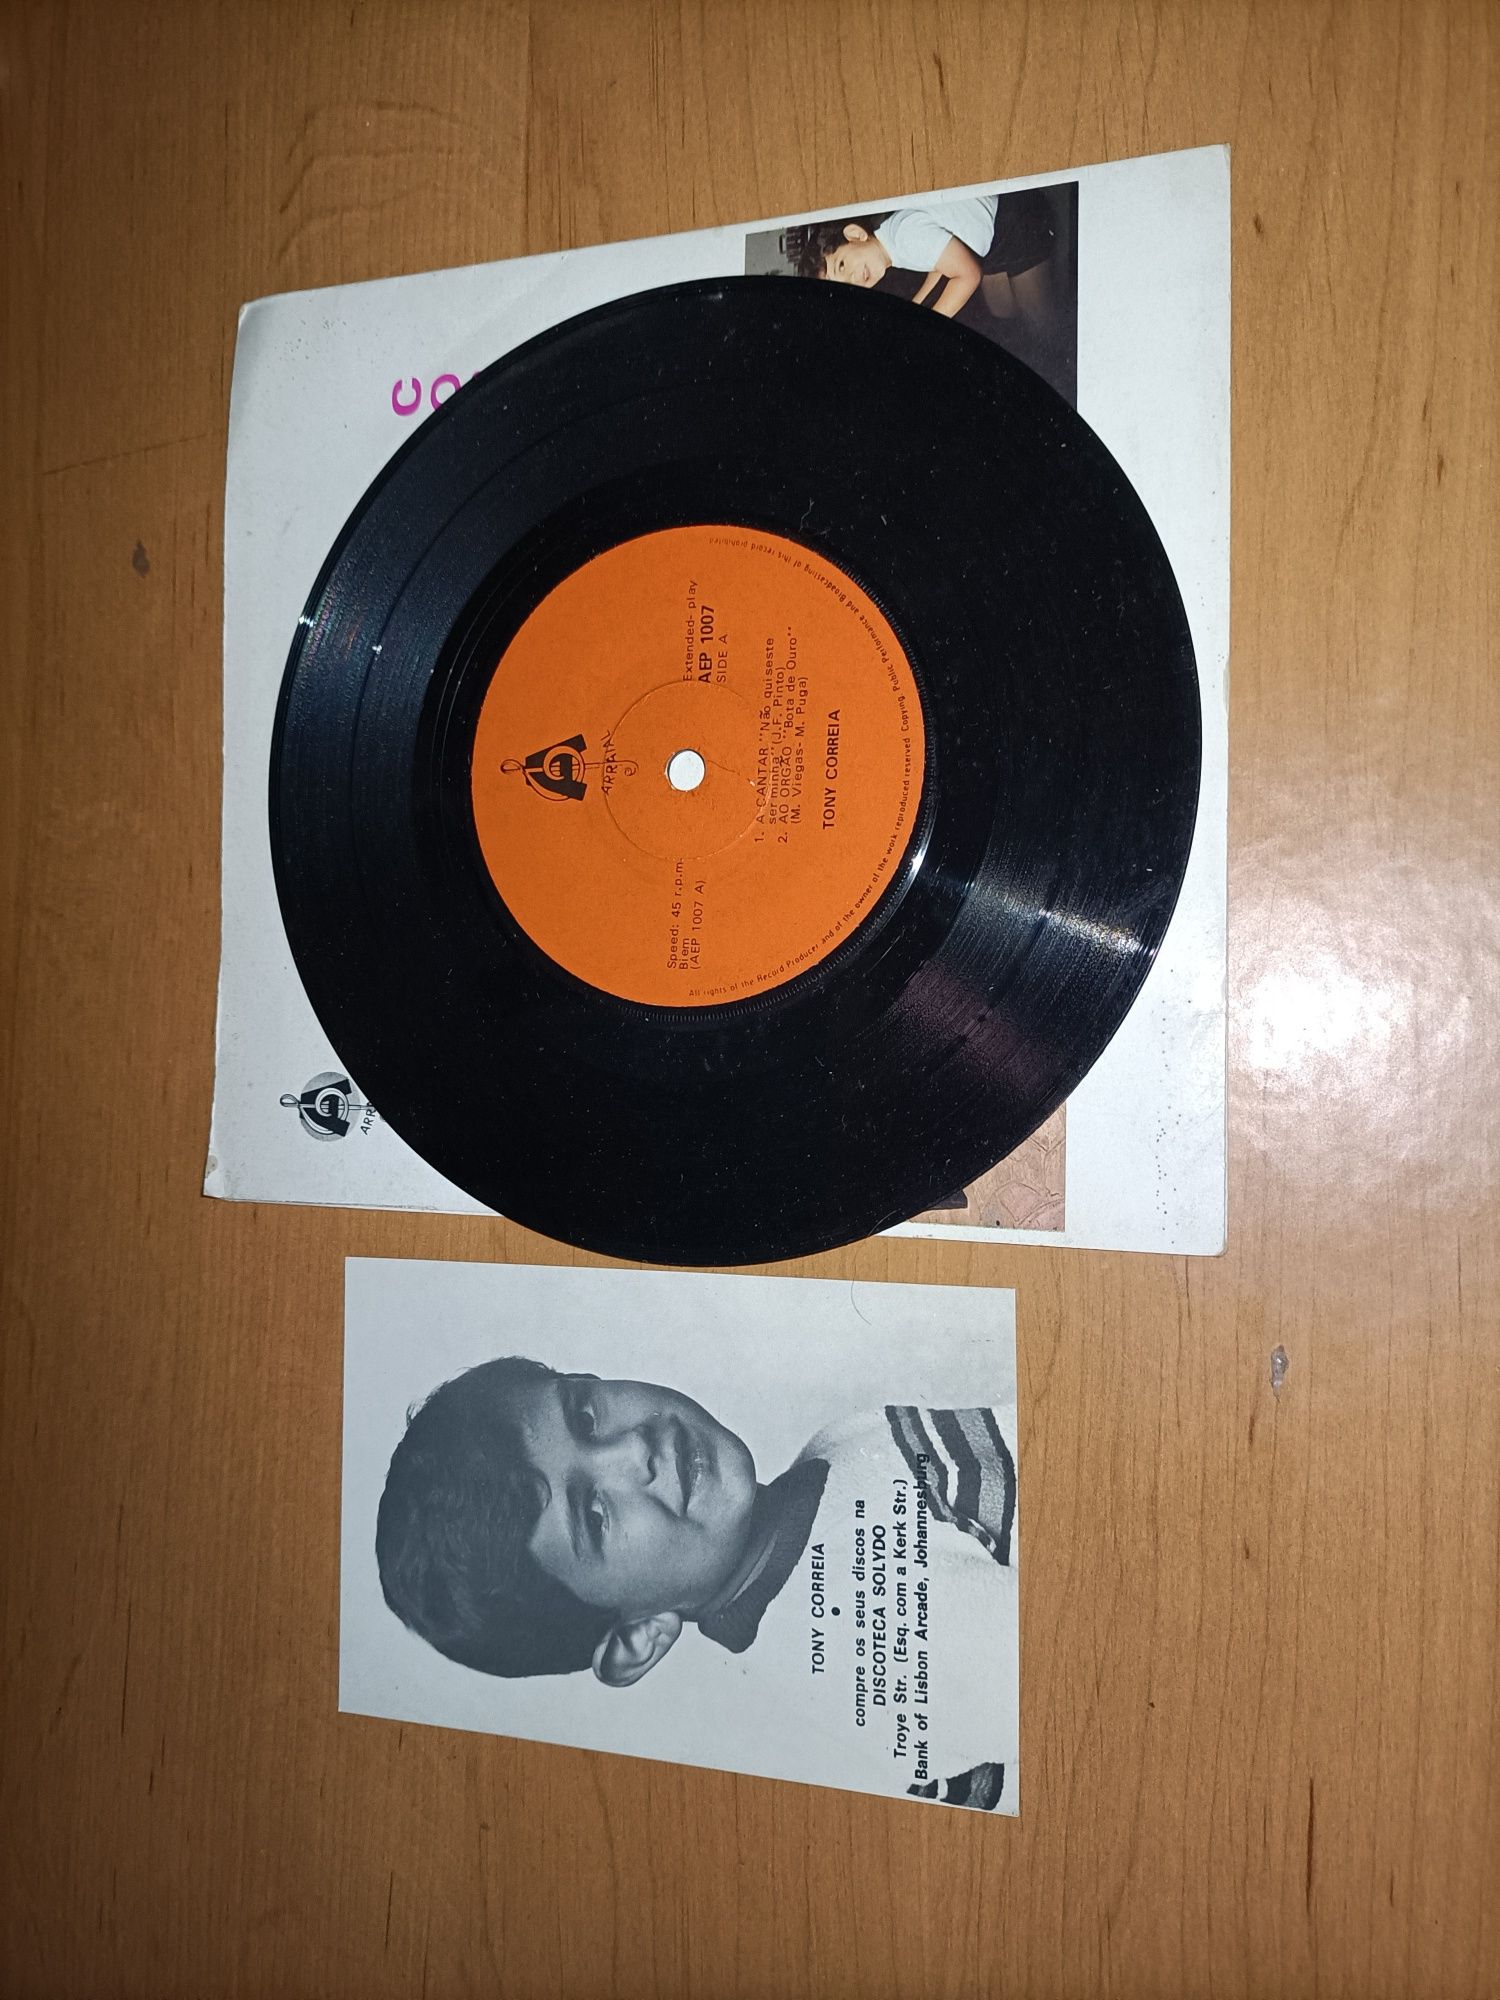 C
O
ARRAIAL
Extended- play
AEP 1007
SIDE A
Speed: 45 r.p.m.
Biem
(AEP 1007 A)
1. A CANTAR "Não quiseste
ser minha" (J.F. Pinto)
2. AO ORGÃO "Bota de Ouro"
(M. Viegas- M. Puga)
TONY CORREIA
All rights of the Record Producer and of the owner of the work reproduced reserved Copying. Public Performance and Broadcasting of this record prohibited
ARR
TONY CORREIA
•
compre os seus discos na
DISCOTECA SOLYDO
Troye Str. (Esq. com a Kerk Str.)
Bank of Lisbon Arcade, Johannesburg